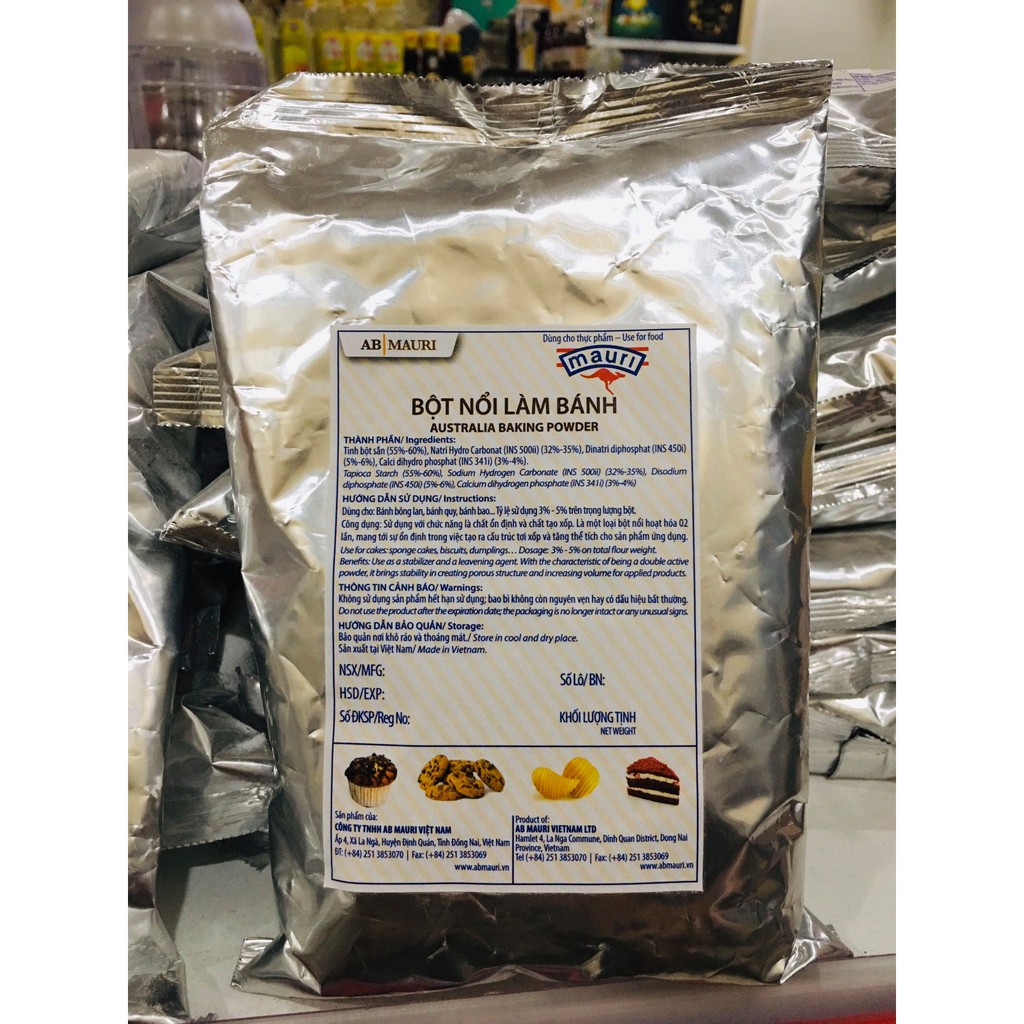 AB MAURI
Dùng cho thực phẩm – Use for food
mauri
BỘT NỔI LÀM BÁNH
AUSTRALIA BAKING POWDER
THÀNH PHẦN/ Ingredients:
Tinh bột sắn (55%-60%), Natri Hydro Carbonat (INS 500ii) (32%-35%), Dinatri diphosphat (INS 450i)
(5%-6%), Calci dihydro phosphat (INS 341i) (3%-4%).
Tapioca Starch (55%-60%), Sodium Hydrogen Carbonate (INS 500ii) (32%-35%), Disodium
diphosphate (INS 450i) (5%-6%), Calcium dihydrogen phosphate (INS 341i) (3%-4%)
HƯỚNG DẪN SỬ DỤNG/ Instructions:
Dùng cho: Bánh bông lan, bánh quy, bánh bao... Tỷ lệ sử dụng 3% - 5% trên trọng lượng bột.
Công dụng: Sử dụng với chức năng là chất ổn định và chất tạo xốp. Là một loại bột nổi hoạt hóa 02
lần, mang tới sự ổn định trong việc tạo ra cấu trúc tơi xốp và tăng thể tích cho sản phẩm ứng dụng.
Use for cakes: sponge cakes, biscuits, dumplings... Dosage: 3% - 5% on total flour weight.
Benefits: Use as a stabilizer and a leavening agent. With the characteristic of being a double active
powder, it brings stability in creating porous structure and increasing volume for applied products.
THÔNG TIN CẢNH BÁO/ Warnings:
Không sử dụng sản phẩm hết hạn sử dụng; bao bì không còn nguyên vẹn hay có dấu hiệu bất thường.
Do not use the product after the expiration date; the packaging is no longer intact or any unusual signs.
HƯỚNG DẪN BẢO QUẢN/ Storage:
Bảo quản nơi khô ráo và thoáng mát./ Store in cool and dry place.
Sản xuất tại Việt Nam/ Made in Vietnam.
NSX/MFG:
Số Lô/ BN:
HSD/EXP:
Số ĐKSP/Reg No:
KHỐI LƯỢNG TỊNH
NET WEIGHT
Sản phẩm của:
CÔNG TY TNHH AB MAURI VIỆT NAM
Ấp 4, Xã La Ngà, Huyện Định Quán, Tỉnh Đồng Nai, Việt Nam
ĐT: (+84) 251 3853070 | Fax: (+84) 251 3853069
www.abmauri.vn
Product of:
AB MAURI VIETNAM LTD
Hamlet 4, La Nga Commune, Dinh Quan District, Dong Nai
Province, Vietnam
Tel (+84) 251 3853070 | Fax: (+84) 251 3853069
www.abmauri.vn